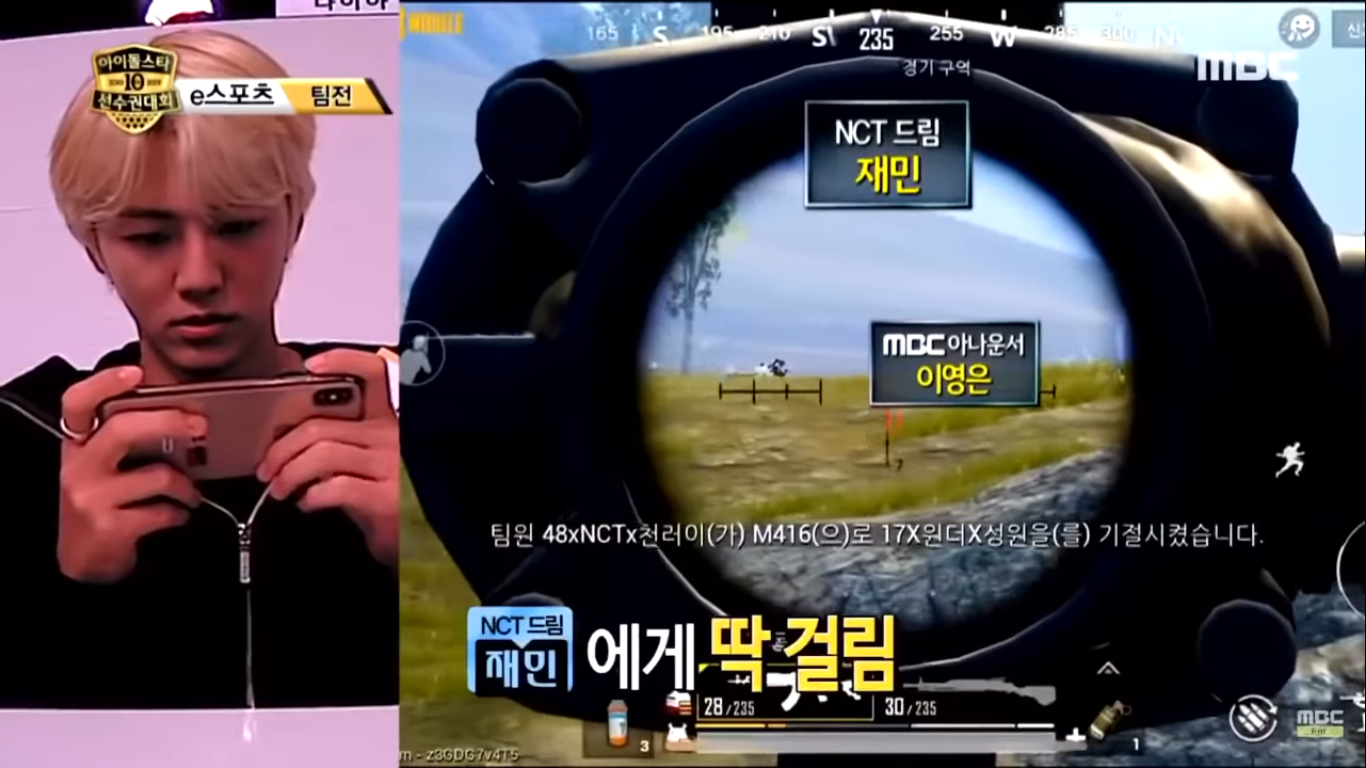 아이돌스타
2010 10 2019
선수권대회
e스포츠
팀전
MOBILE
165
S
195
210
235
255
W
285
300
경기 구역
MBC
NCT 드림
재민
MBC 아나운서
이영은
팀원 48xNCTx천러이(가) M416(으)로 17X원더X성원을(를) 기절시켰습니다.
NCT 드림
재민 에게 딱 걸림
28/235
30/235
3
1
MBC